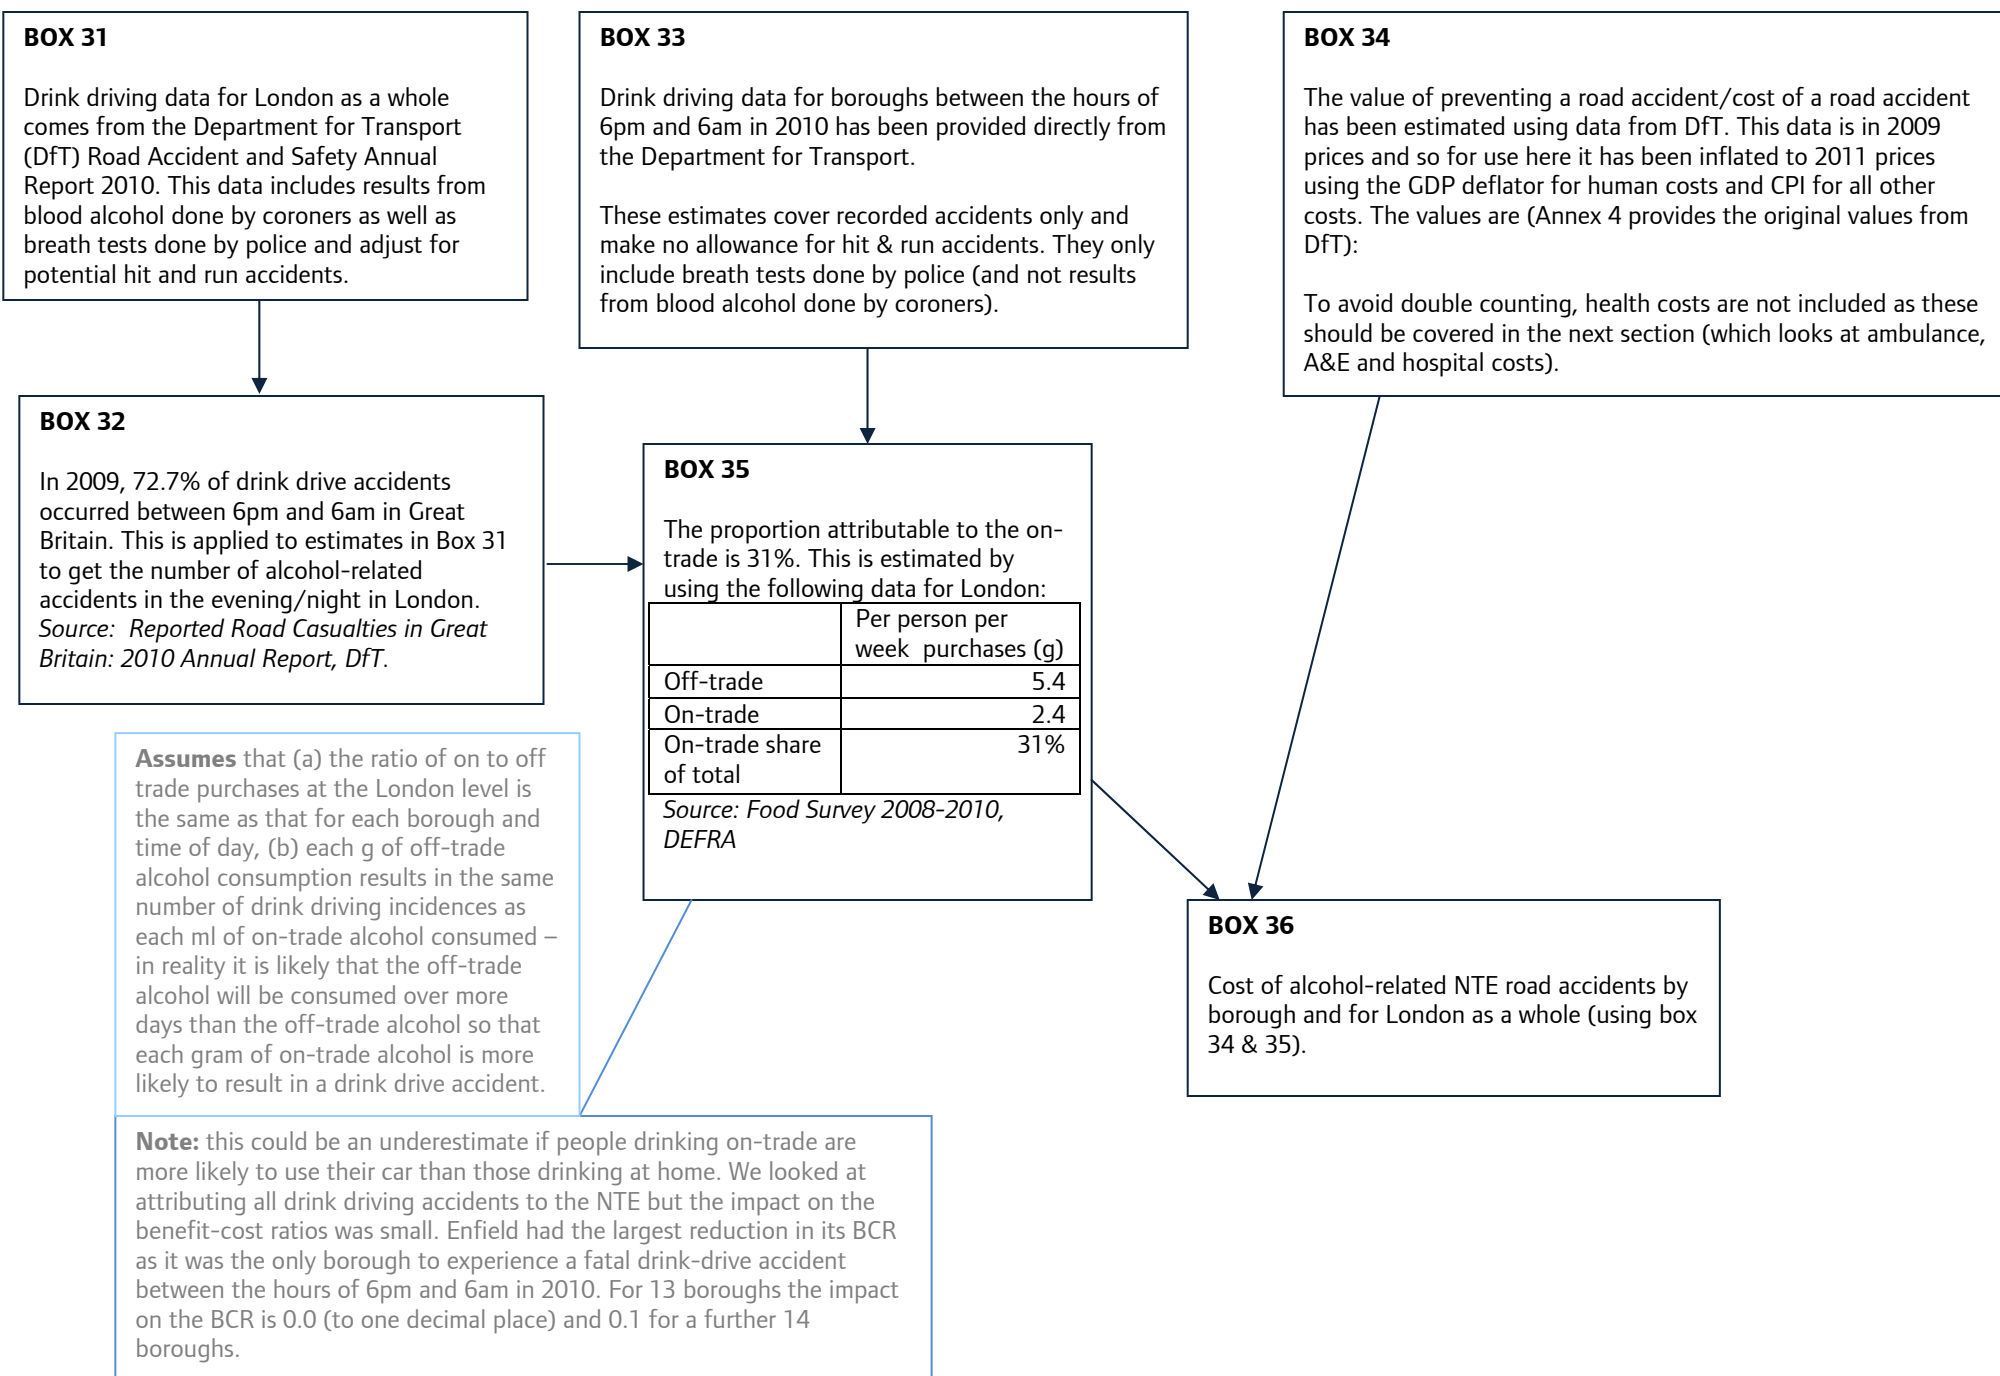 BOX 31
Drink driving data for London as a whole
comes from the Department for Transport
(DfT) Road Accident and Safety Annual
Report 2010. This data includes results from
blood alcohol done by coroners as well as
breath tests done by police and adjust for
potential hit and run accidents.
BOX 33
Drink driving data for boroughs between the hours of
6pm and 6am in 2010 has been provided directly from
the Department for Transport.
These estimates cover recorded accidents only and
make no allowance for hit & run accidents. They only
include breath tests done by police (and not results
from blood alcohol done by coroners).
BOX 34
The value of preventing a road accident/cost of a road accident
has been estimated using data from DfT. This data is in 2009
prices and so for use here it has been inflated to 2011 prices
using the GDP deflator for human costs and CPI for all other
costs. The values are (Annex 4 provides the original values from
DfT):
To avoid double counting, health costs are not included as these
should be covered in the next section (which looks at ambulance,
A&E and hospital costs).
BOX 32
In 2009, 72.7% of drink drive accidents
occurred between 6pm and 6am in Great
Britain. This is applied to estimates in Box 31
to get the number of alcohol-related
accidents in the evening/night in London.
Source:  Reported Road Casualties in Great
Britain: 2010 Annual Report, DfT.
BOX 35
The proportion attributable to the on-
trade is 31%. This is estimated by
using the following data for London:
Per person per
week  purchases (g)
Off-trade 5.4
On-trade 2.4
On-trade share 31%
of total
Source: Food Survey 2008-2010,
DEFRA
Assumes that (a) the ratio of on to off
trade purchases at the London level is
the same as that for each borough and
time of day, (b) each g of off-trade
alcohol consumption results in the same
number of drink driving incidences as
each ml of on-trade alcohol consumed –
in reality it is likely that the off-trade
alcohol will be consumed over more
days than the off-trade alcohol so that
each gram of on-trade alcohol is more
likely to result in a drink drive accident.
BOX 36
Cost of alcohol-related NTE road accidents by
borough and for London as a whole (using box
34 & 35).
Note: this could be an underestimate if people drinking on-trade are
more likely to use their car than those drinking at home. We looked at
attributing all drink driving accidents to the NTE but the impact on the
benefit-cost ratios was small. Enfield had the largest reduction in its BCR
as it was the only borough to experience a fatal drink-drive accident
between the hours of 6pm and 6am in 2010. For 13 boroughs the impact
on the BCR is 0.0 (to one decimal place) and 0.1 for a further 14
boroughs.